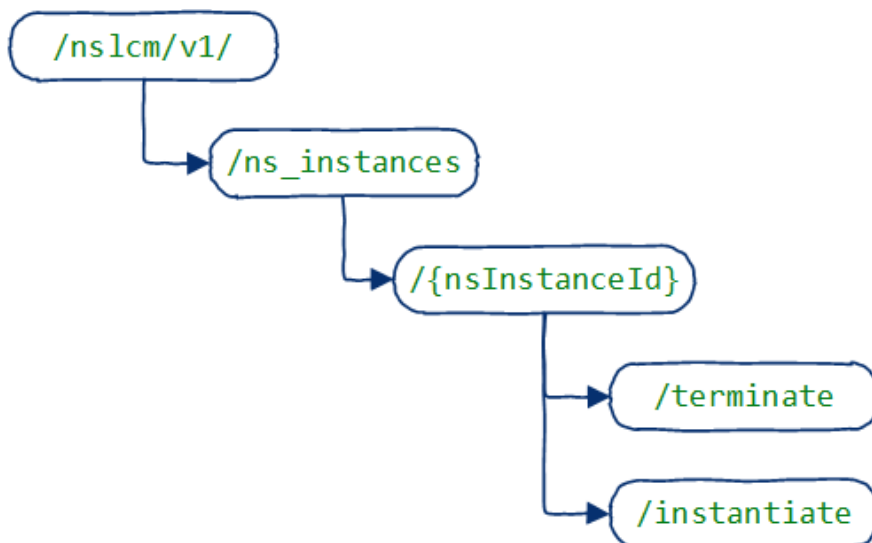 /nslcm/v1/
/ns_instances
/{nsInstanceId}
/terminate
/instantiate